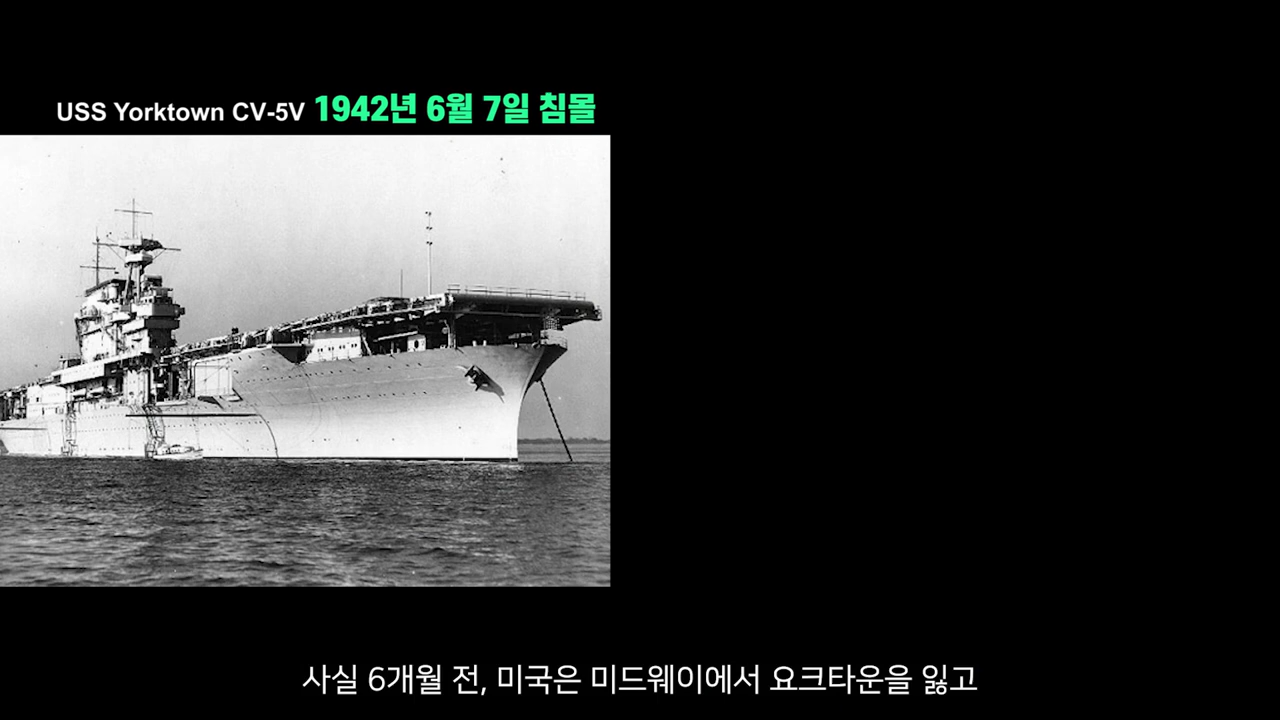 USS Yorktown CV-5V 1942년 6월 7일 침몰
사실 6개월 전, 미국은 미드웨이에서 요크타운을 잃고